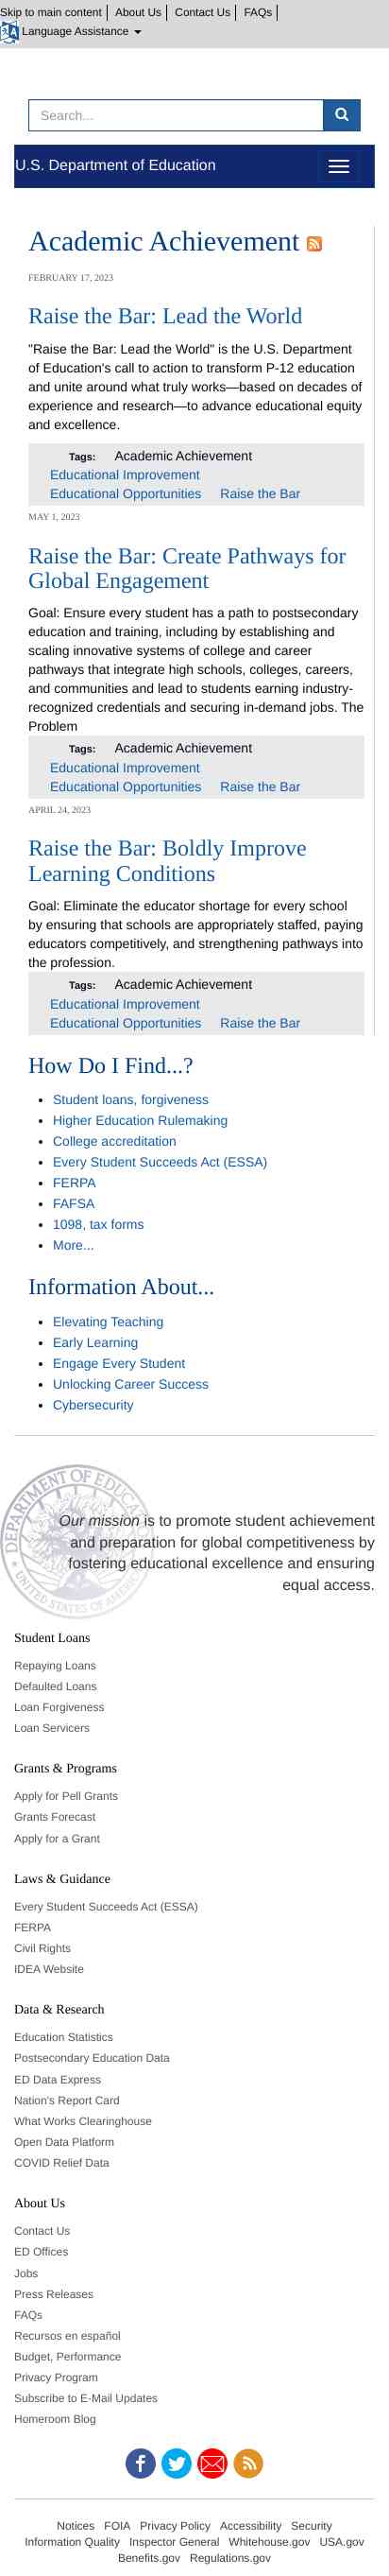 Skip to main content About Us Contact Us FAQs
Language Assistance
Search...
U.S. Department of Education
Academic Achievement
FEBRUARY 17, 2023
Raise the Bar: Lead the World
"Raise the Bar: Lead the World" is the U.S. Department
of Education's call to action to transform P-12 education
and unite around what truly works—based on decades of
experience and research—to advance educational equity
and excellence.
Tags: Academic Achievement
Educational Improvement
Educational Opportunities Raise the Bar
MAY 1, 2023
Raise the Bar: Create Pathways for
Global Engagement
Goal: Ensure every student has a path to postsecondary
education and training, including by establishing and
scaling innovative systems of college and career
pathways that integrate high schools, colleges, careers,
and communities and lead to students earning industry-
recognized credentials and securing in-demand jobs. The
Problem
Tags: Academic Achievement
Educational Improvement
Educational Opportunities Raise the Bar
APRIL 24, 2023
Raise the Bar: Boldly Improve
Learning Conditions
Goal: Eliminate the educator shortage for every school
by ensuring that schools are appropriately staffed, paying
educators competitively, and strengthening pathways into
the profession.
Tags: Academic Achievement
Educational Improvement
Educational Opportunities Raise the Bar
How Do I Find...?
Student loans, forgiveness
Higher Education Rulemaking
College accreditation
Every Student Succeeds Act (ESSA)
FERPA
FAFSA
1098, tax forms
More...
Information About...
Elevating Teaching
Early Learning
Engage Every Student
Unlocking Career Success
Cybersecurity
DEPARTMENT OF EDUCATION
UNITED STATES OF AMERICA
Our mission is to promote student achievement
and preparation for global competitiveness by
fostering educational excellence and ensuring
equal access.
Student Loans
Repaying Loans
Defaulted Loans
Loan Forgiveness
Loan Servicers
Grants & Programs
Apply for Pell Grants
Grants Forecast
Apply for a Grant
Laws & Guidance
Every Student Succeeds Act (ESSA)
FERPA
Civil Rights
IDEA Website
Data & Research
Education Statistics
Postsecondary Education Data
ED Data Express
Nation's Report Card
What Works Clearinghouse
Open Data Platform
COVID Relief Data
About Us
Contact Us
ED Offices
Jobs
Press Releases
FAQs
Recursos en español
Budget, Performance
Privacy Program
Subscribe to E-Mail Updates
Homeroom Blog
Notices FOIA Privacy Policy Accessibility Security
Information Quality Inspector General Whitehouse.gov USA.gov
Benefits.gov Regulations.gov